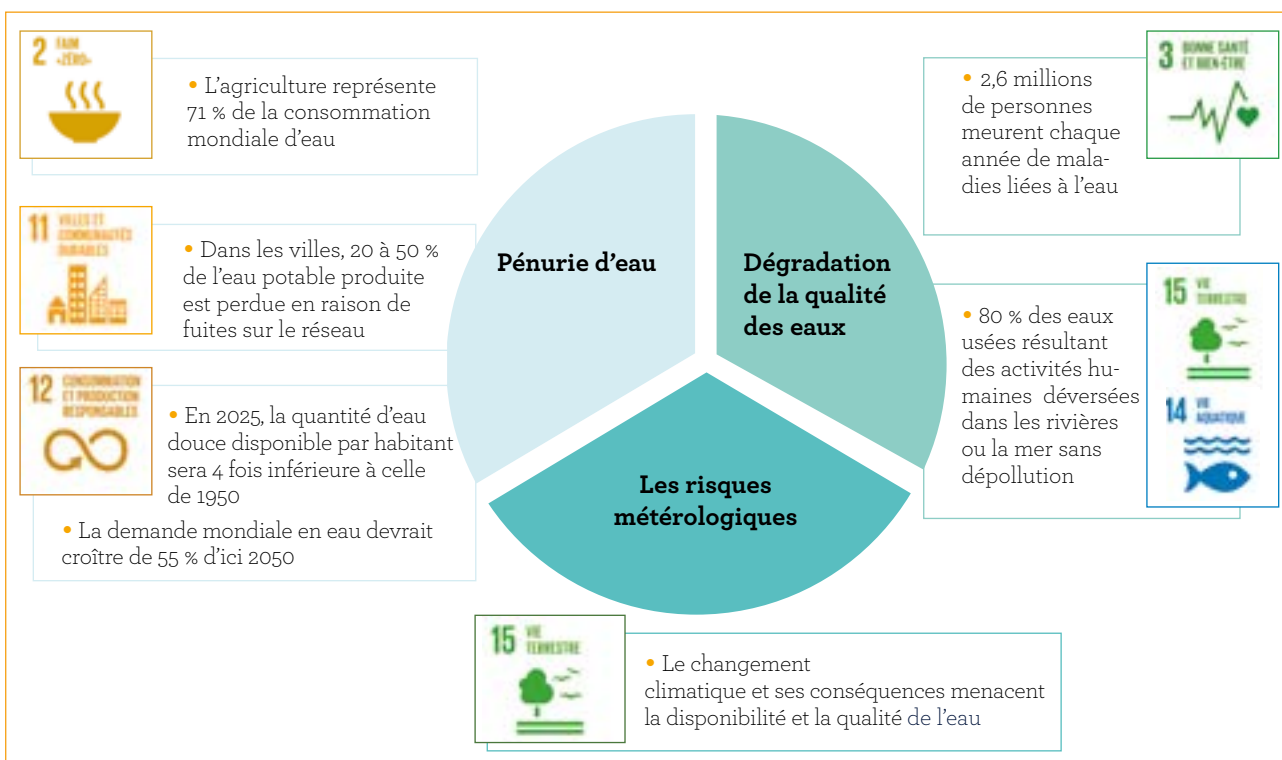 2 FAIM
«ZÉRO»
• L’agriculture représente
71 % de la consommation
mondiale d’eau
11 VILLES ET
COMMUNAUTÉS
DURABLES
• Dans les villes, 20 à 50 %
de l’eau potable produite
est perdue en raison de
fuites sur le réseau
12 CONSOMMATION
ET PRODUCTION
RESPONSABLES
• En 2025, la quantité d’eau
douce disponible par habitant
sera 4 fois inférieure à celle
de 1950
• La demande mondiale en eau devrait
croître de 55 % d’ici 2050
Pénurie d’eau
Dégradation
de la qualité
des eaux
Les risques
métérologiques
3 BONNE SANTÉ
ET BIEN-ÊTRE
• 2,6 millions
de personnes
meurent chaque
année de mala-
dies liées à l’eau
15 VIE
TERRESTRE
14 VIE
AQUATIQUE
• 80 % des eaux
usées résultant
des activités hu-
maines déversées
dans les rivières
ou la mer sans
dépollution
15 VIE
TERRESTRE
• Le changement
climatique et ses conséquences menacent
la disponibilité et la qualité de l’eau